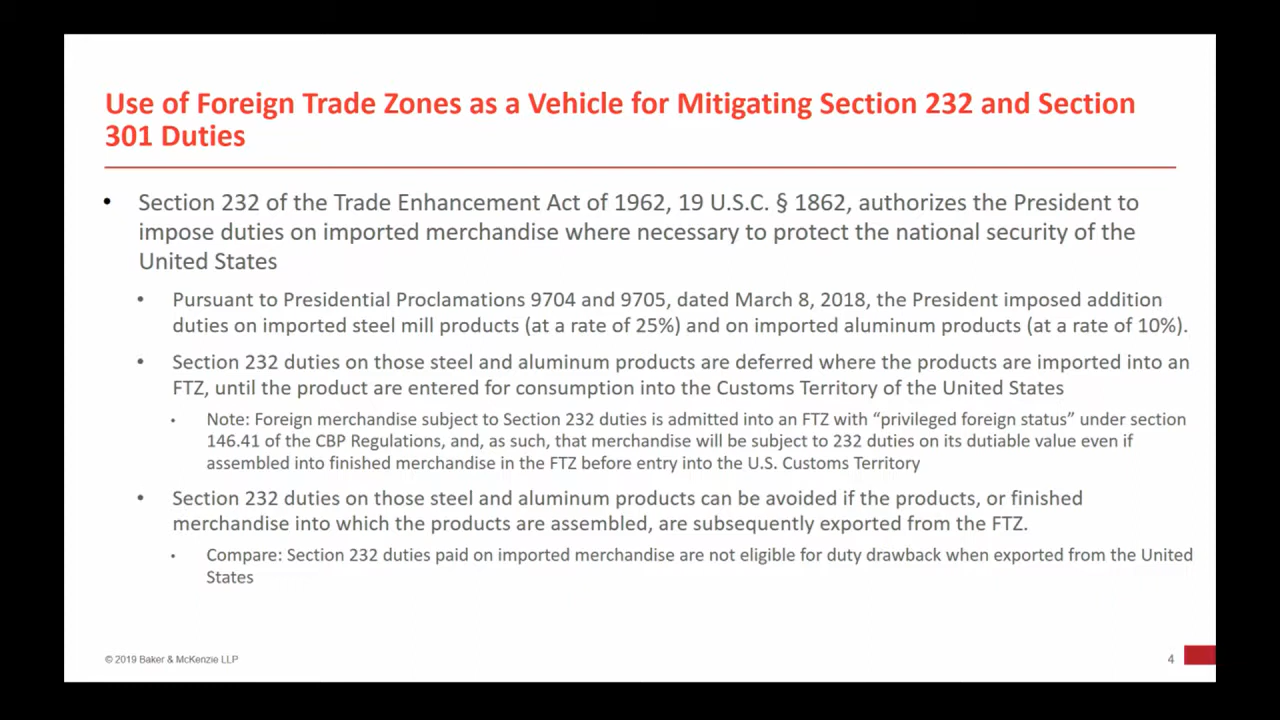 Use of Foreign Trade Zones as a Vehicle for Mitigating Section 232 and Section
301 Duties
• Section 232 of the Trade Enhancement Act of 1962, 19 U.S.C. § 1862, authorizes the President to
impose duties on imported merchandise where necessary to protect the national security of the
United States
• Pursuant to Presidential Proclamations 9704 and 9705, dated March 8, 2018, the President imposed addition
duties on imported steel mill products (at a rate of 25%) and on imported aluminum products (at a rate of 10%).
• Section 232 duties on those steel and aluminum products are deferred where the products are imported into an
FTZ, until the product are entered for consumption into the Customs Territory of the United States
• Note: Foreign merchandise subject to Section 232 duties is admitted into an FTZ with “privileged foreign status” under section
146.41 of the CBP Regulations, and, as such, that merchandise will be subject to 232 duties on its dutiable value even if
assembled into finished merchandise in the FTZ before entry into the U.S. Customs Territory
• Section 232 duties on those steel and aluminum products can be avoided if the products, or finished
merchandise into which the products are assembled, are subsequently exported from the FTZ.
• Compare: Section 232 duties paid on imported merchandise are not eligible for duty drawback when exported from the United
States
© 2019 Baker & McKenzie LLP
4